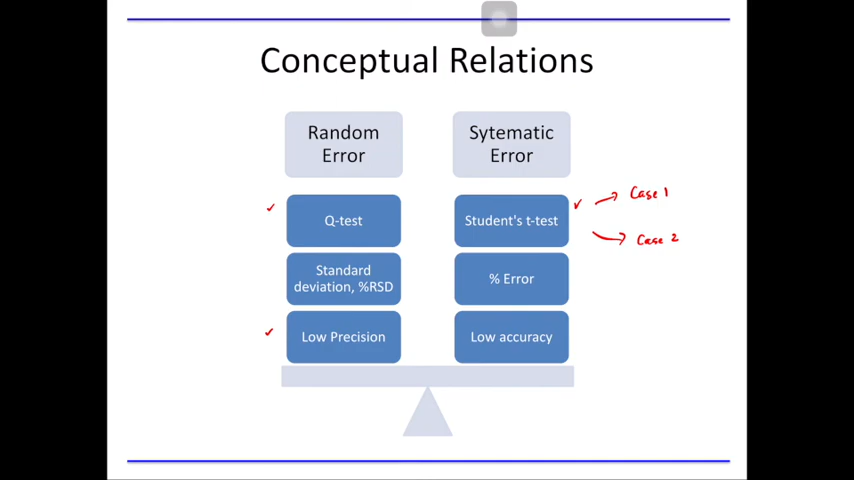 Conceptual Relations
Random
Error
Sytematic
Error
Q-test
Student's t-test
Case 1
Case 2
Standard
deviation, %RSD
% Error
Low Precision
Low accuracy